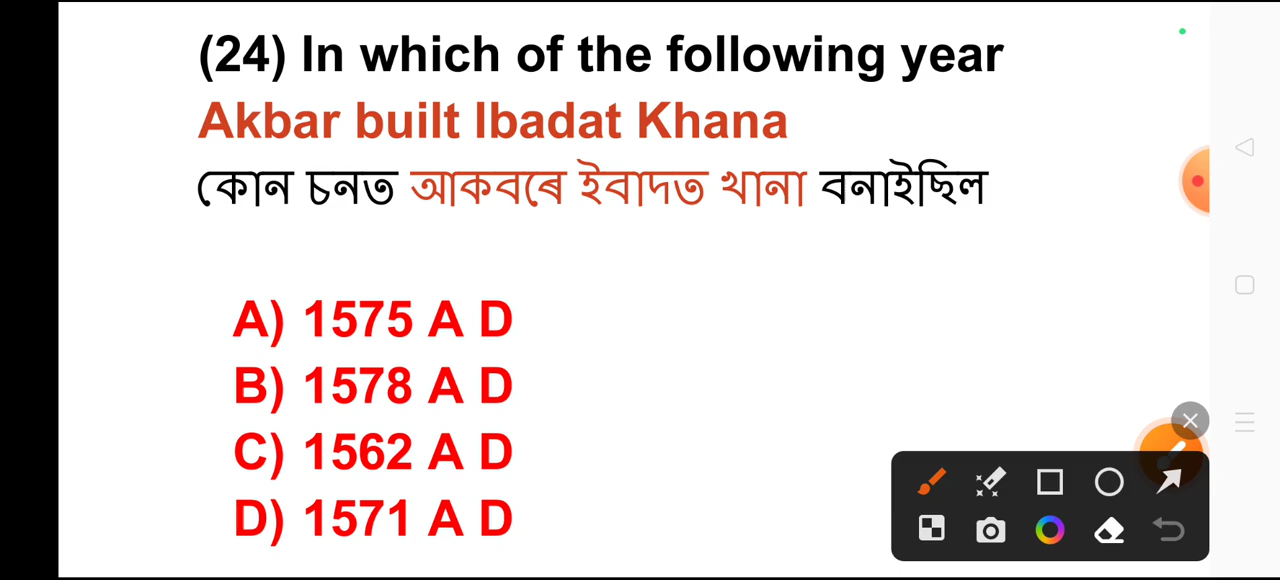 (24) In which of the following year
Akbar built Ibadat Khana
কোন চনত আকবৰে ইবাদত খানা বনাইছিল
A) 1575 A D
B) 1578 A D
C) 1562 A D
D) 1571 A D